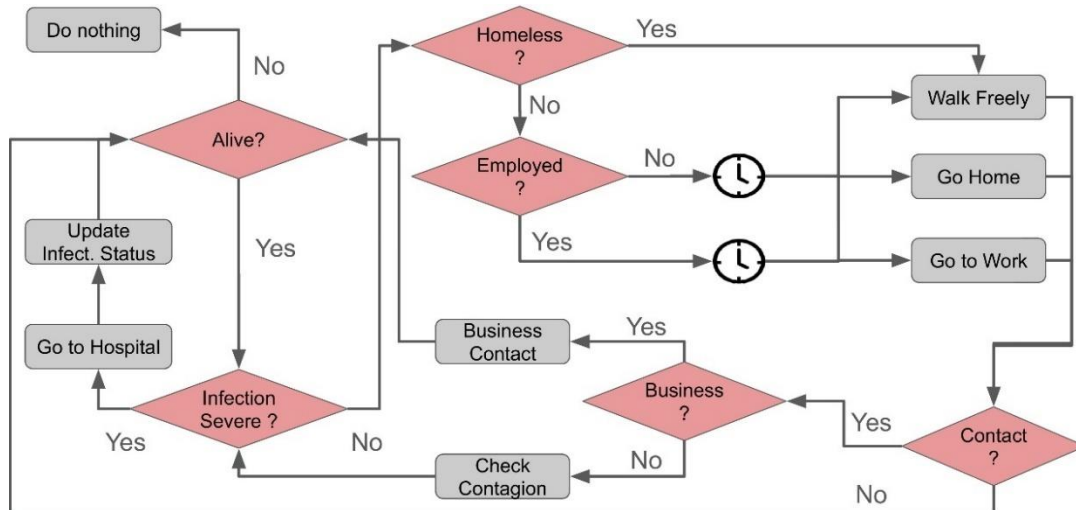 Do nothing
No
Homeless
?
Yes
Walk Freely
No
Alive?
Employed
?
No
Go Home
Update
Infect. Status
Yes
Yes
Go to Work
Go to Hospital
Business
Contact
Yes
Infection
Severe ?
Business
?
Yes
No
Yes
Contact
?
Check
Contagion
No
No